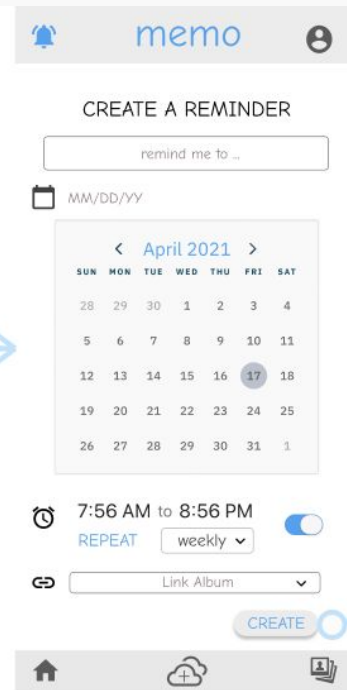 memo
CREATE A REMINDER
remind me to ...
MM/DD/YY
< April 2021 >
SUN MON TUE WED THU FRI SAT
28 29 30 1 2 3 4
5 6 7 8 9 10 11
12 13 14 15 16 17 18
19 20 21 22 23 24 25
26 27 28 29 30 31 1
7:56 AM to 8:56 PM
REPEAT weekly
Link Album
CREATE